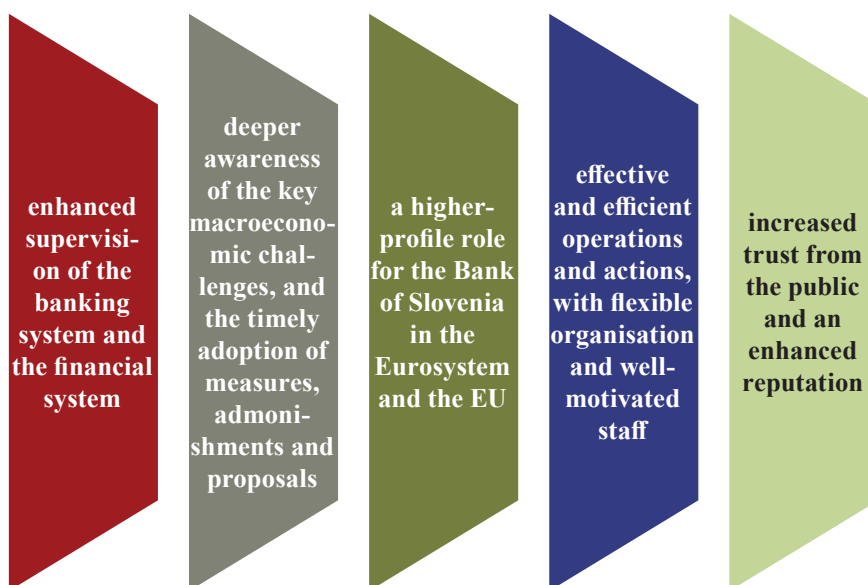 enhanced
supervisi-
on of the
banking
system and
the financial
system
deeper
awareness
of the key
macroecono-
mic chal-
lenges, and
the timely
adoption of
measures,
admoni-
shments and
proposals
a higher-
profile role
for the Bank
of Slovenia
in the
Eurosystem
and the EU
effective
and efficient
operations
and actions,
with flexible
organisation
and well-
motivated
staff
increased
trust from
the public
and an
enhanced
reputation